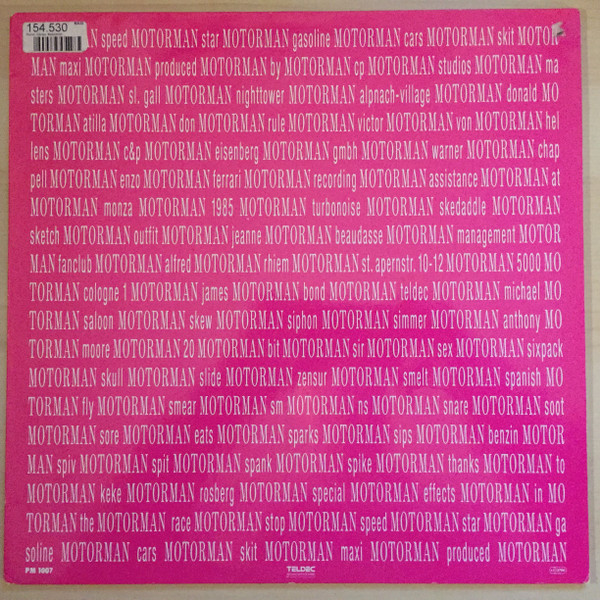 154.530
N speed MOTORMAN star MOTORMAN gasoline MOTORMAN cars MOTORMAN skit MOTOR
MAN maxi MOTORMAN produced MOTORMAN by MOTORMAN cp MOTORMAN studios MOTORMAN ma
sters MOTORMAN sl. gall MOTORMAN nighttower MOTORMAN alpnach-village MOTORMAN donald MO
TORMAN atilla MOTORMAN don MOTORMAN rule MOTORMAN victor MOTORMAN von MOTORMAN hel
lens MOTORMAN c&p MOTORMAN eisenberg MOTORMAN gmbh MOTORMAN warner MOTORMAN chap
pell MOTORMAN enzo MOTORMAN ferrari MOTORMAN recording MOTORMAN assistance MOTORMAN at
MOTORMAN monza MOTORMAN 1985 MOTORMAN turbonoise MOTORMAN skedaddle MOTORMAN
sketch MOTORMAN outfit MOTORMAN jeanne MOTORMAN beaudasse MOTORMAN management MOTOR
MAN fanclub MOTORMAN alfred MOTORMAN rhiem MOTORMAN st. apernstr. 10-12 MOTORMAN 5000 MO
TORMAN cologne 1 MOTORMAN james MOTORMAN bond MOTORMAN teldec MOTORMAN michael MO
TORMAN saloon MOTORMAN skew MOTORMAN siphon MOTORMAN simmer MOTORMAN anthony MO
TORMAN moore MOTORMAN 20 MOTORMAN bit MOTORMAN sir MOTORMAN sex MOTORMAN sixpack
MOTORMAN skull MOTORMAN slide MOTORMAN zensur MOTORMAN smelt MOTORMAN spanish MO
TORMAN fly MOTORMAN smear MOTORMAN sm MOTORMAN ns MOTORMAN snare MOTORMAN soot
MOTORMAN sore MOTORMAN eats MOTORMAN sparks MOTORMAN sips MOTORMAN benzin MOTOR
MAN spiv MOTORMAN spit MOTORMAN spank MOTORMAN spike MOTORMAN thanks MOTORMAN to
MOTORMAN keke MOTORMAN rosberg MOTORMAN special MOTORMAN effects MOTORMAN in MO
TORMAN the MOTORMAN race MOTORMAN stop MOTORMAN speed MOTORMAN star MOTORMAN ga
soline MOTORMAN cars MOTORMAN skit MOTORMAN maxi MOTORMAN produced MOTORMAN
PM 1007 TELDEC